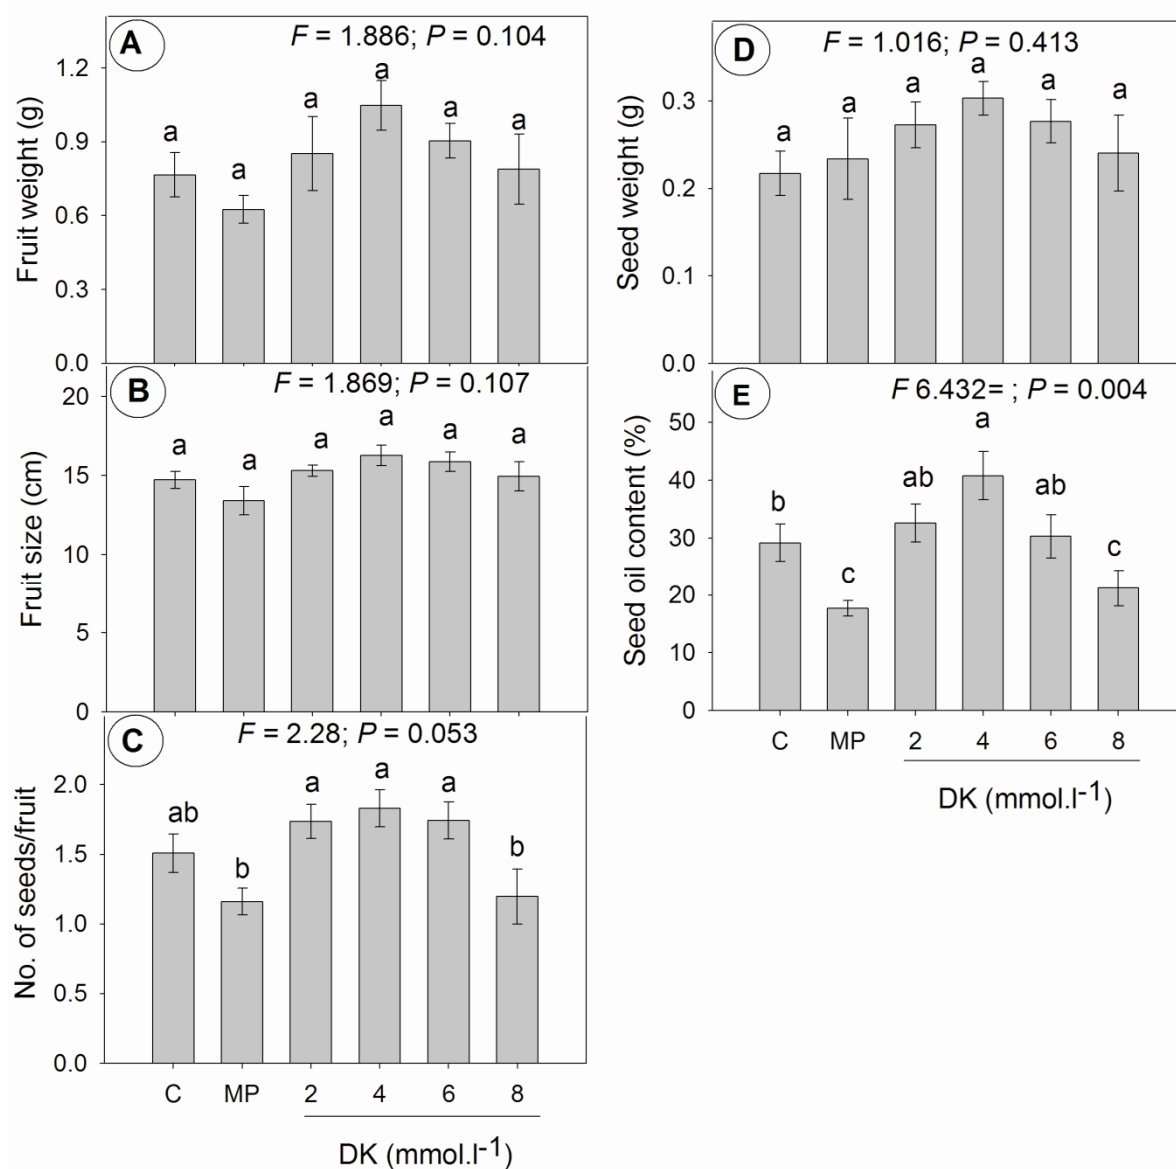 A
F = 1.886; P = 0.104
Fruit weight (g)
1.2
0.9
0.6
0.3
0.0
a
a
a
a
a
a
B
F = 1.869; P = 0.107
Fruit size (cm)
20
15
10
5
0
a
a
a
a
a
a
C
F = 2.28; P = 0.053
No. of seeds/fruit
2.0
1.5
1.0
0.5
0.0
ab
b
a
a
a
b
C MP 2 4 6 8
DK (mmol.l-1)
D
F = 1.016; P = 0.413
Seed weight (g)
0.3
0.2
0.1
0.0
a
a
a
a
a
a
E
F 6.432= ; P = 0.004
Seed oil content (%)
50
40
30
20
10
0
b
c
ab
a
ab
c
C MP 2 4 6 8
DK (mmol.l-1)